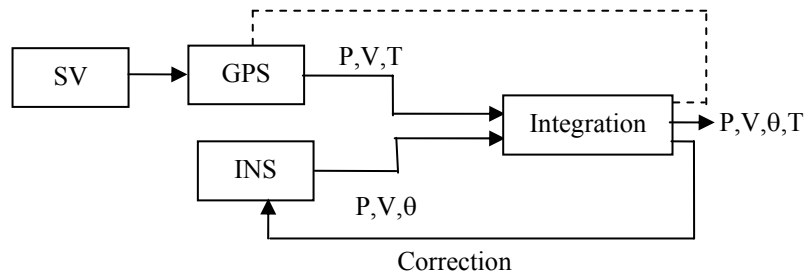 SV
GPS
P,V,T
Integration
P,V,θ,T
INS
P,V,θ
Correction